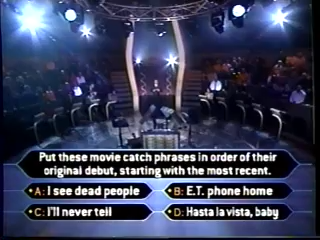 Put these movie catch phrases in order of their
original debut, starting with the most recent.
A: I see dead people
B: E.T. phone home
C: I'll never tell
D: Hasta la vista, baby